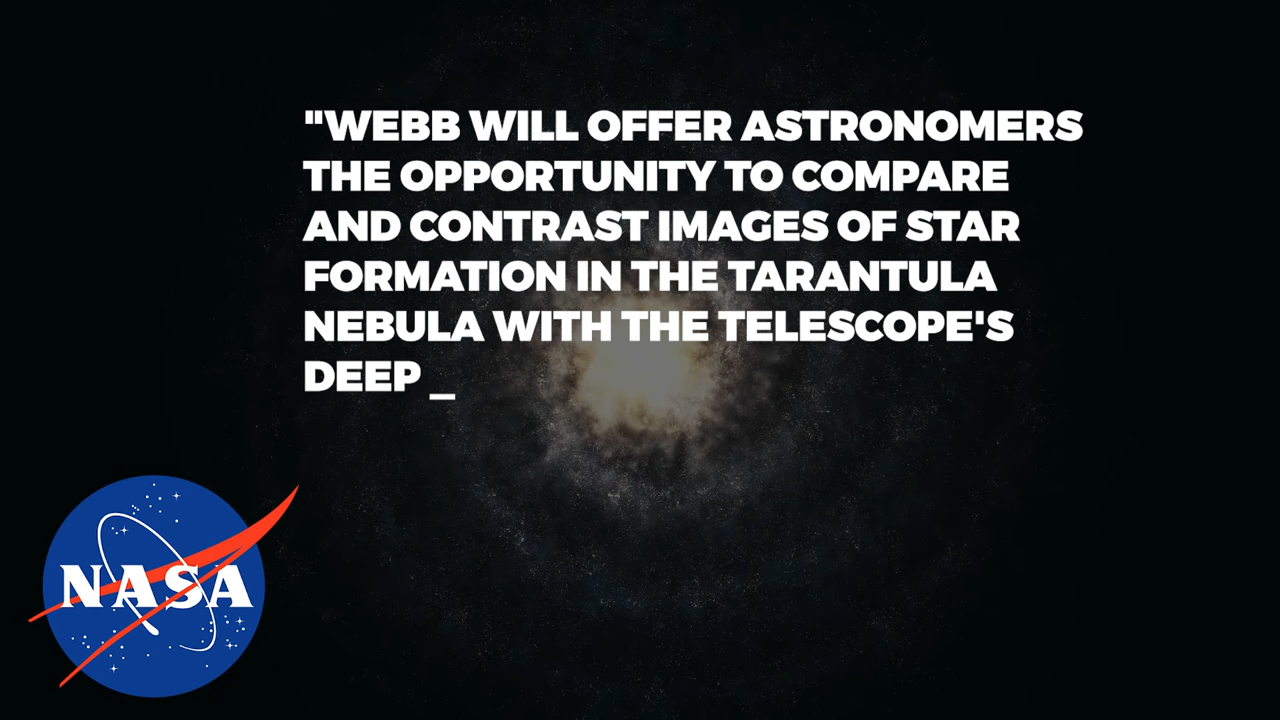 "WEBB WILL OFFER ASTRONOMERS
THE OPPORTUNITY TO COMPARE
AND CONTRAST IMAGES OF STAR
FORMATION IN THE TARANTULA
NEBULA WITH THE TELESCOPE'S
DEEP _
NASA